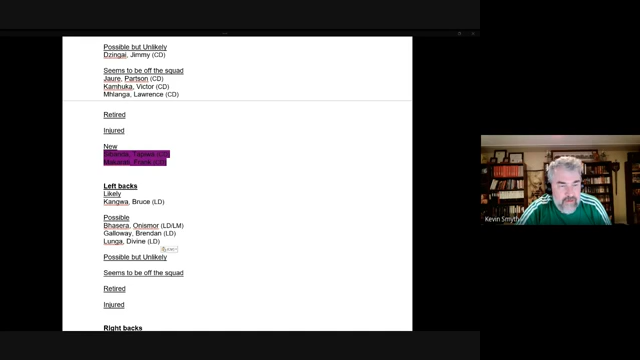 Possible but Unlikely
Dzingai, Jimmy (CD)
Seems to be off the squad
Jaure, Partson (CD)
Kamhuka, Victor (CD)
Mhlanga, Lawrence (CD)
Retired
Injured
New
Left backs
Likely
Kangwa, Bruce (LD)
Possible
Bhasera, Onismor (LD/LM)
Galloway, Brendan (LD)
Lunga, Divine (LD)
Possible but Unlikely
Seems to be off the squad
Retired
Injured
Right backs
Kevin Smyth